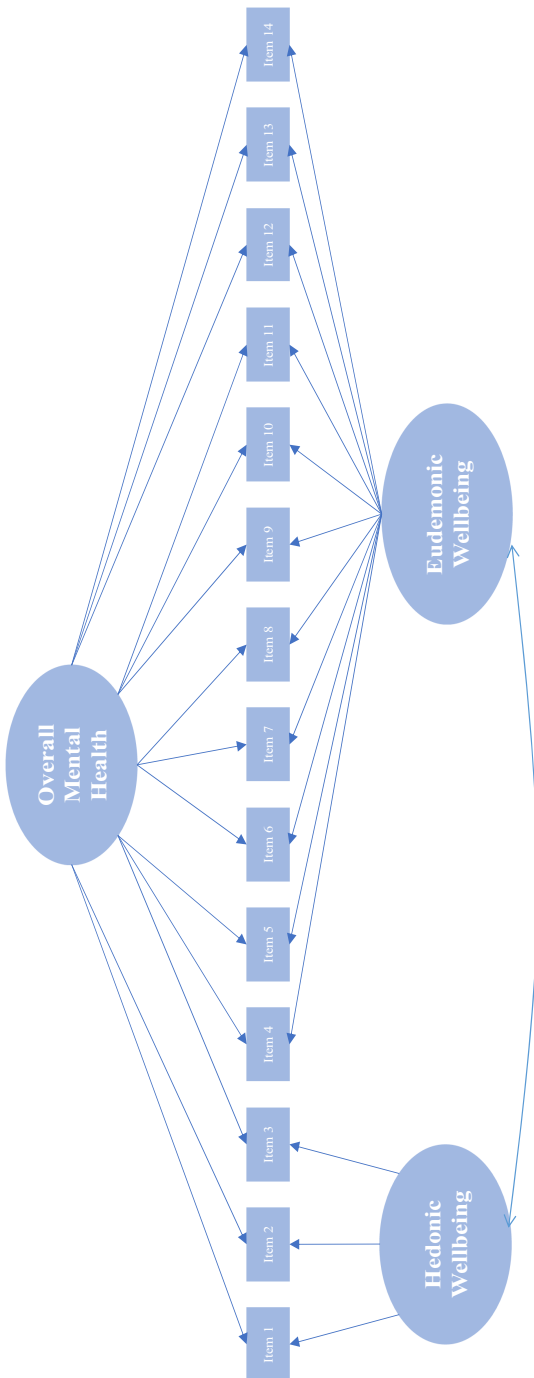 Overall
Mental
Health
Item 1
Item 2
Item 3
Item 4
Item 5
Item 6
Item 7
Item 8
Item 9
Item 10
Item 11
Item 12
Item 13
Item 14
Hedonic
Wellbeing
Eudemonic
Wellbeing